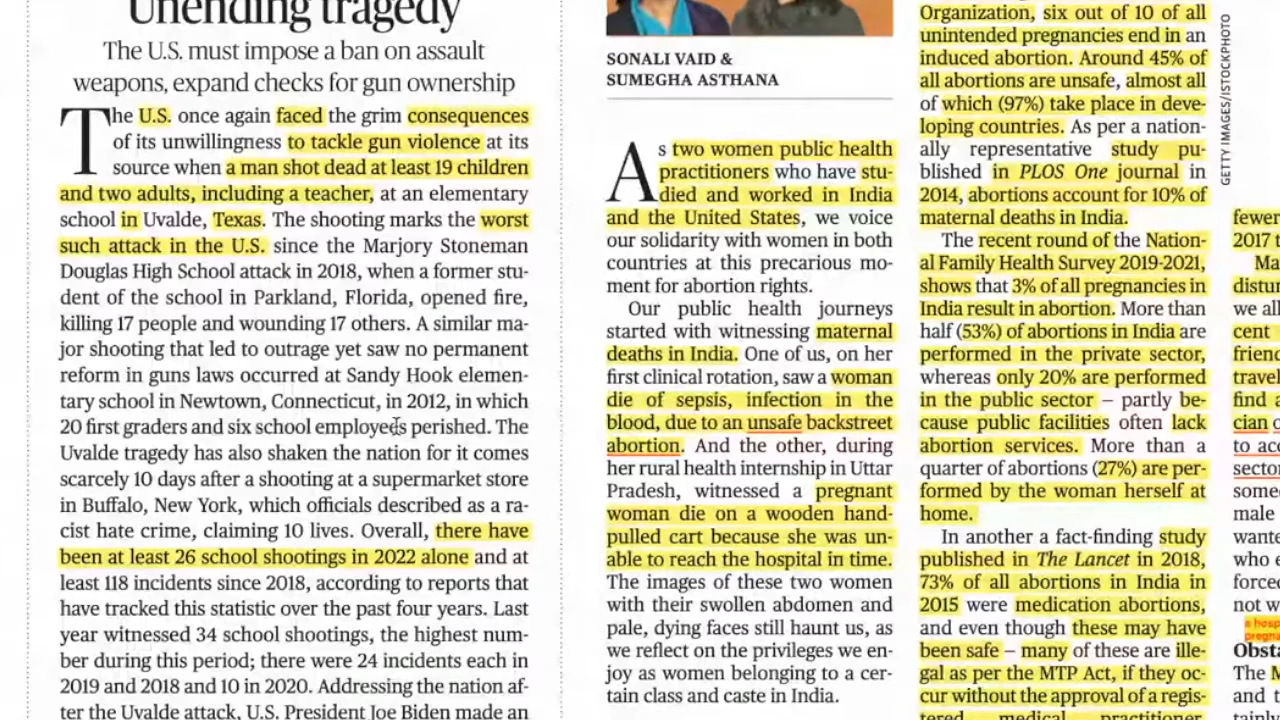 Unending tragedy
The U.S. must impose a ban on assault
weapons, expand checks for gun ownership
The U.S. once again faced the grim consequences
of its unwillingness to tackle gun violence at its
source when a man shot dead at least 19 children
and two adults, including a teacher, at an elementary
school in Uvalde, Texas. The shooting marks the worst
such attack in the U.S. since the Marjory Stoneman
Douglas High School attack in 2018, when a former stu-
dent of the school in Parkland, Florida, opened fire,
killing 17 people and wounding 17 others. A similar ma-
jor shooting that led to outrage yet saw no permanent
reform in guns laws occurred at Sandy Hook elemen-
tary school in Newtown, Connecticut, in 2012, in which
20 first graders and six school employees perished. The
Uvalde tragedy has also shaken the nation for it comes
scarcely 10 days after a shooting at a supermarket store
in Buffalo, New York, which officials described as a ra-
cist hate crime, claiming 10 lives. Overall, there have
been at least 26 school shootings in 2022 alone and at
least 118 incidents since 2018, according to reports that
have tracked this statistic over the past four years. Last
year witnessed 34 school shootings, the highest num-
ber during this period; there were 24 incidents each in
2019 and 2018 and 10 in 2020. Addressing the nation af-
ter the Uvalde attack, U.S. President Joe Biden made an
SONALI VAID &
SUMEGHA ASTHANA
As two women public health
practitioners who have stu-
died and worked in India
and the United States, we voice
our solidarity with women in both
countries at this precarious mo-
ment for abortion rights.
Our public health journeys
started with witnessing maternal
deaths in India. One of us, on her
first clinical rotation, saw a woman
die of sepsis, infection in the
blood, due to an unsafe backstreet
abortion. And the other, during
her rural health internship in Uttar
Pradesh, witnessed a pregnant
woman die on a wooden hand-
pulled cart because she was un-
able to reach the hospital in time.
The images of these two women
with their swollen abdomen and
pale, dying faces still haunt us, as
we reflect on the privileges we en-
joy as women belonging to a cer-
tain class and caste in India.
Organization, six out of 10 of all
unintended pregnancies end in an
induced abortion. Around 45% of
all abortions are unsafe, almost all
of which (97%) take place in deve-
loping countries. As per a nation-
ally representative study pu-
blished in PLOS One journal in
2014, abortions account for 10% of
maternal deaths in India.
The recent round of the Nation-
al Family Health Survey 2019-2021,
shows that 3% of all pregnancies in
India result in abortion. More than
half (53%) of abortions in India are
performed in the private sector,
whereas only 20% are performed
in the public sector – partly be-
cause public facilities often lack
abortion services. More than a
quarter of abortions (27%) are per-
formed by the woman herself at
home.
In another a fact-finding study
published in The Lancet in 2018,
73% of all abortions in India in
2015 were medication abortions,
and even though these may have
been safe – many of these are ille-
gal as per the MTP Act, if they oc-
cur without the approval of a regis-
tered medical practitioner.
GETTY IMAGES/ISTOCKPHOTO
fewer
2017
Ma
distur
we al
cent
frienc
travel
find a
cian
sector
some
male
wante
who e
force
not w
a hosp
pregna
Obsta
The M
and t